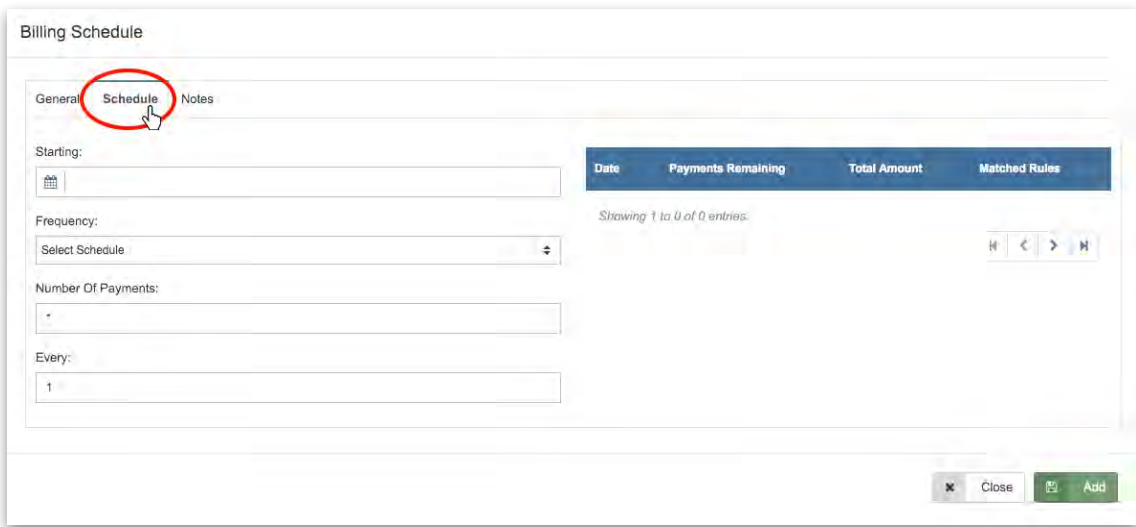 Billing Schedule
General Schedule Notes
Starting:
Frequency:
Select Schedule
Number Of Payments:
*
Every:
1
Date Payments Remaining Total Amount Matched Rules
Showing 1 to 0 of 0 entries.
Close Add